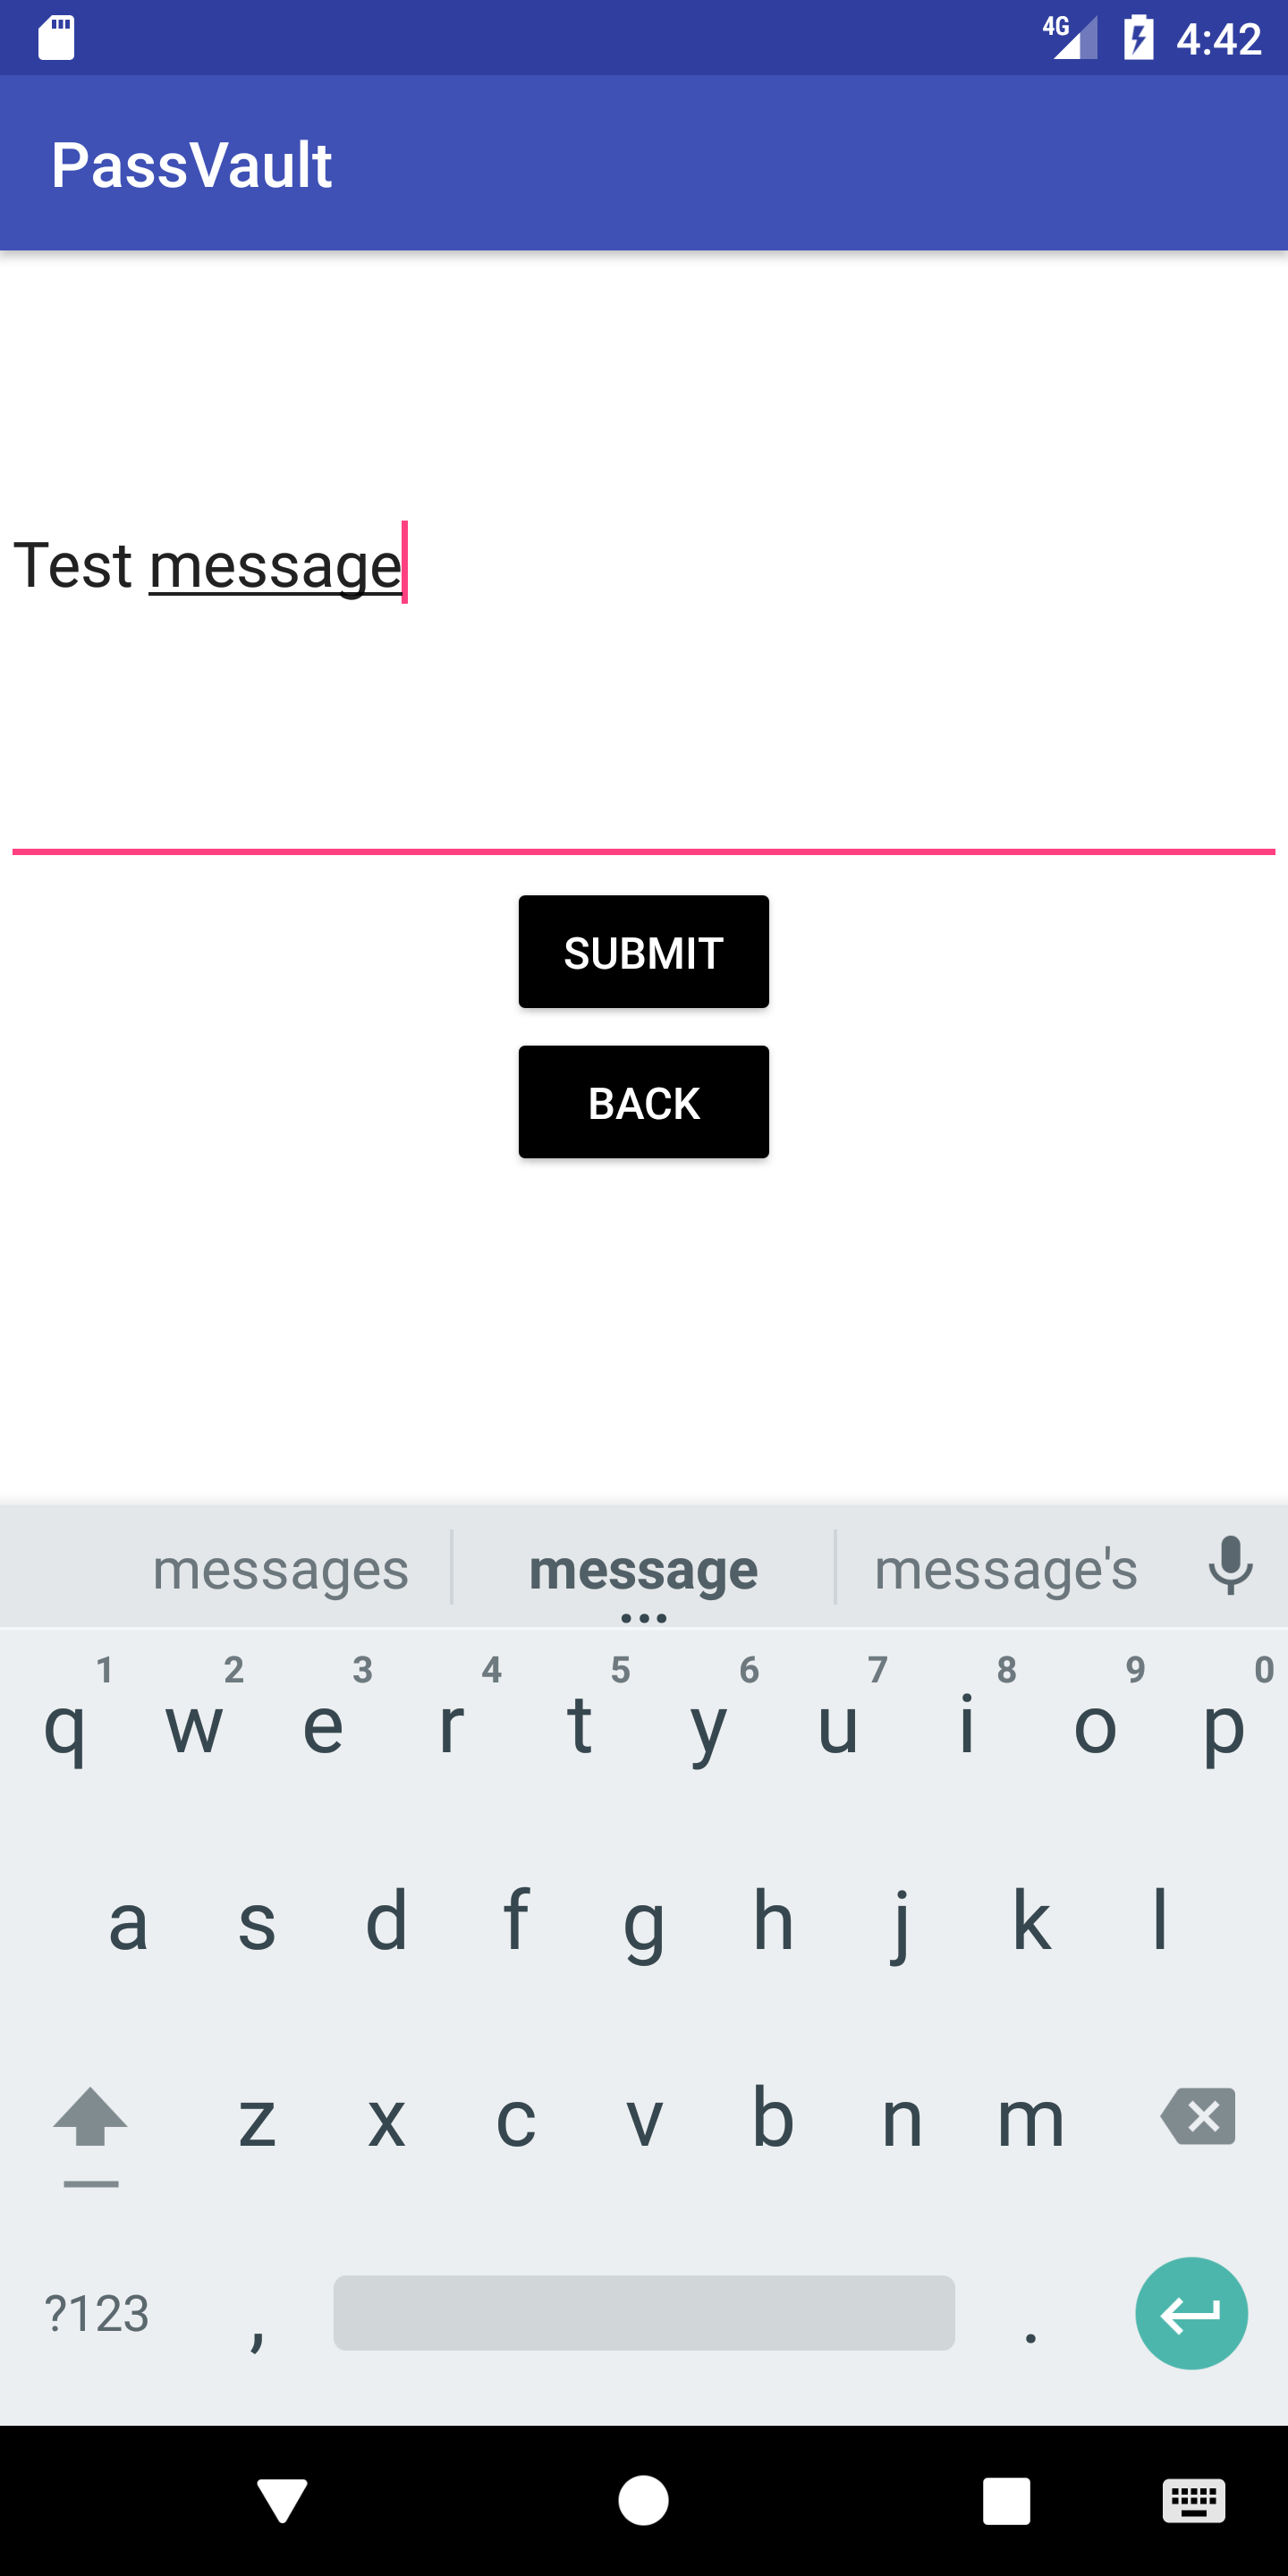 4G 4:42
PassVault
Test message
SUBMIT
BACK
messages message message's
1 2 3 4 5 6 7 8 9 0
q w e r t y u i o p
a s d f g h j k l
z x c v b n m
?123 , .